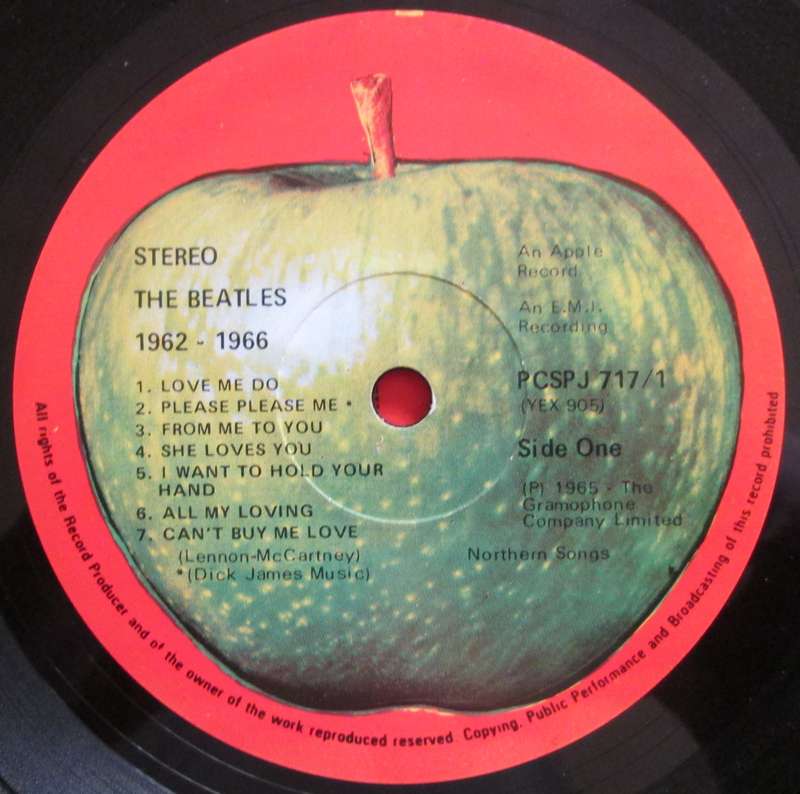 STEREO
THE BEATLES
1962 - 1966
1. LOVE ME DO
2. PLEASE PLEASE ME *
3. FROM ME TO YOU
4. SHE LOVES YOU
5. I WANT TO HOLD YOUR
HAND
6. ALL MY LOVING
7. CAN'T BUY ME LOVE
(Lennon-McCartney)
*(Dick James Music)
An Apple
Record
An E.M.I.
Recording
PCSPJ 717/1
(YEX 905)
Side One
(P) 1965 - The
Gramophone
Company Limited
Northern Songs
All rights of the Record Producer and of the owner of the work reproduced reserved. Copying, Public Performance and Broadcasting of this record prohibited